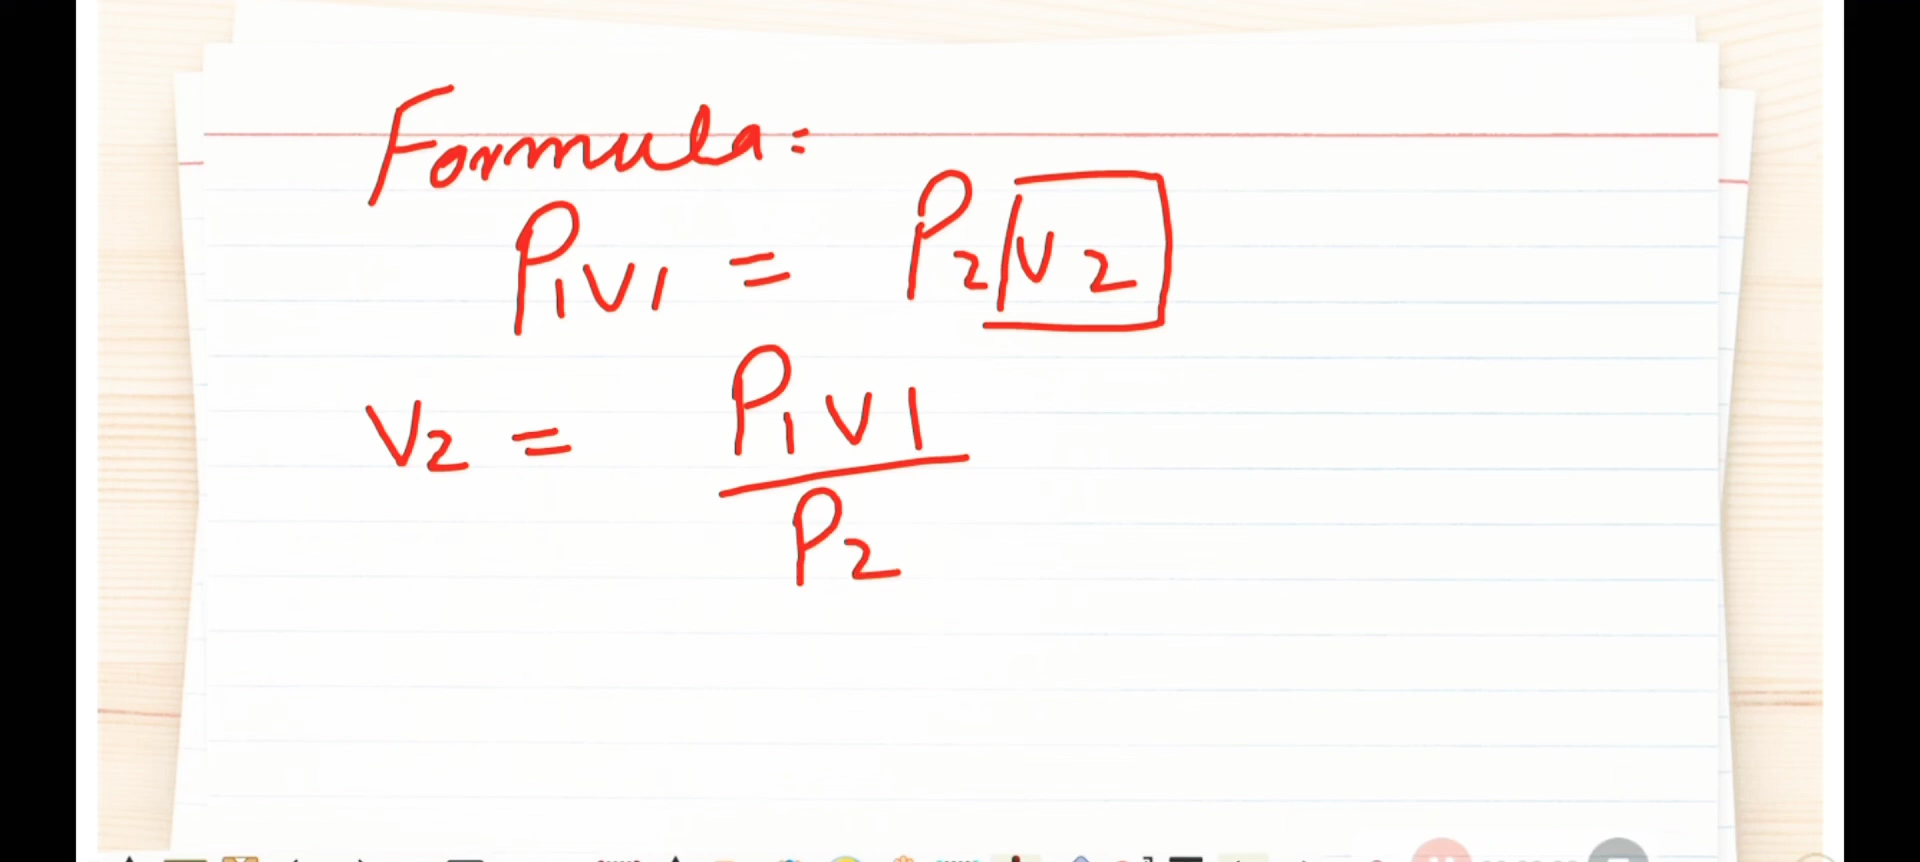 Formula:
P1V1 = P2V2
V2 = P1V1
P2